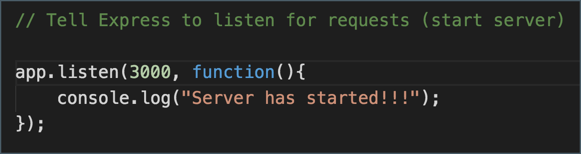 // Tell Express to listen for requests (start server)
app.listen(3000, function(){
    console.log("Server has started!!!");
});